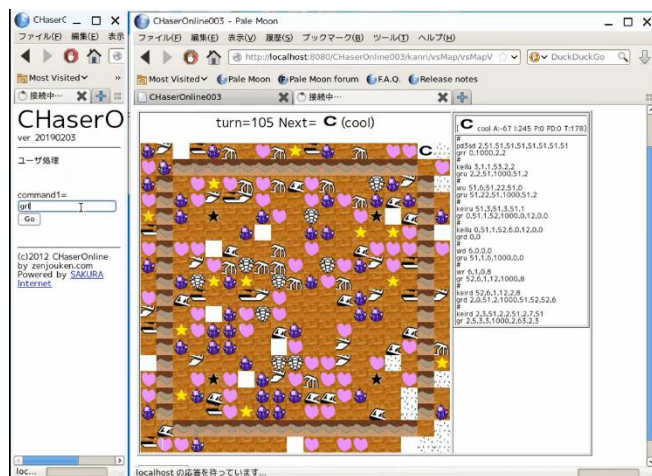 CHaserC
ファイル(F) 編集(E) 表示
Most Visited
接続中…
CHaserO
ver 20190203
ユーザ処理
command1=
Go
(c)2012 CHaserOnline
by zenjouken.com
Powered by SAKURA
Internet
loc...
CHaserOnline003 - Pale Moon
ファイル(F) 編集(E) 表示(V) 履歴(S) ブックマーク(B) ツール(T) ヘルプ(H)
http://localhost:8080/CHaserOnline003/kanri/vsMap/vsMapV
DuckDuckGo
Most Visited Pale Moon Pale Moon forum F.A.Q. Release notes
CHaserOnline003
接続中…
turn=105 Next= C (cool)
C
[ C cool A:-67 I:245 P:0 PD:0 T:178]
#
pd3sd 2,51,51,51,51,51,51,51,51
grr 0,1000,2,2
#
keilu 3,1,1,53,2,2
gru 2,2,51,1000,51,2
#
wu 51,6,51,22,51,0
gru 51,22,51,1000,51,2
#
keiru 51,3,51,3,51,1
gr 0,51,1,52,1000,0,12,0,0
#
keilu 0,51,1,52,6,0,12,0,0
grd 0,0
#
wd 6,0,0,0
gru 51,1,6,1000,0,0
#
wr 6,1,0,8
gr 52,6,1,12,1000,8
#
keird 52,6,1,12,2,8
grd 2,0,51,2,1000,51,52,52,6
#
keird 2,3,51,2,2,51,2,7,51
gr 2,5,3,3,1000,2,63,2,3
localhost の応答を待っています...